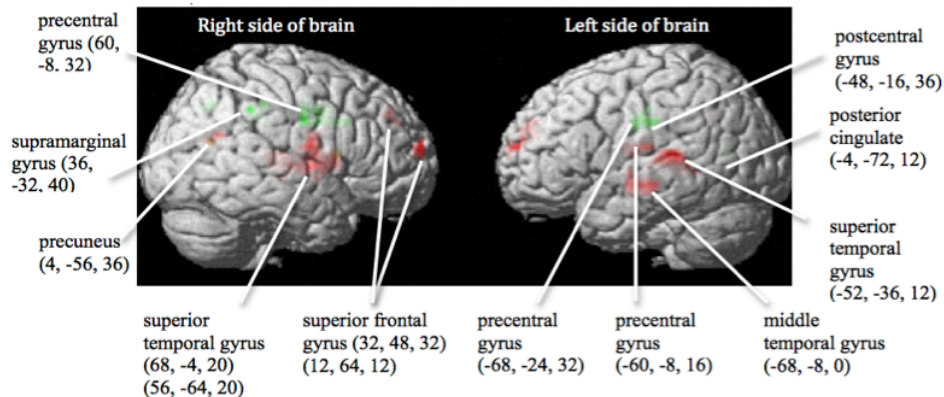 precentral
gyrus (60,
-8, 32)
Right side of brain
Left side of brain
postcentral
gyrus
(-48, -16, 36)
supramarginal
gyrus (36,
-32, 40)
posterior
cingulate
(-4, -72, 12)
precuneus
(4, -56, 36)
superior
temporal
gyrus
(-52, -36, 12)
superior
temporal gyrus
(68, -4, 20)
(56, -64, 20)
superior frontal
gyrus (32, 48, 32)
(12, 64, 12)
precentral
gyrus
(-68, -24, 32)
precentral
gyrus
(-60, -8, 16)
middle
temporal gyrus
(-68, -8, 0)